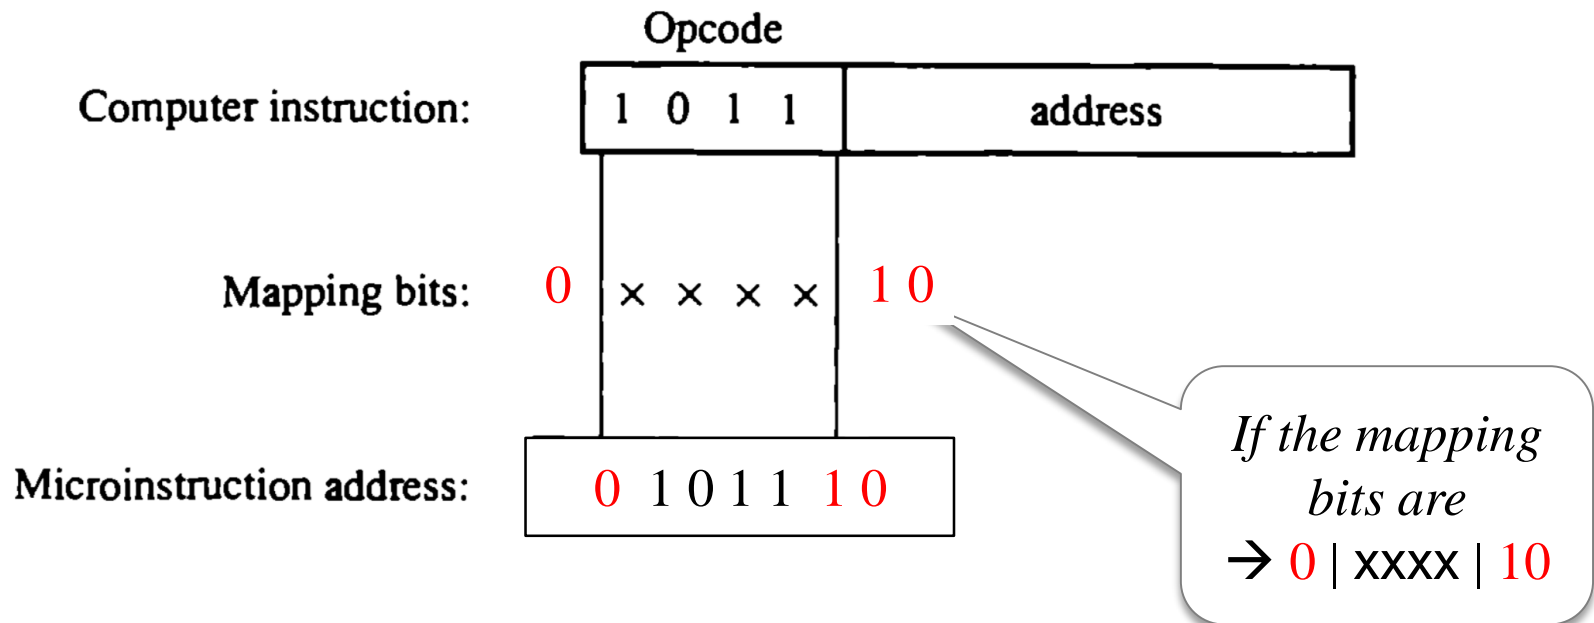 Opcode
Computer instruction: 1 0 1 1 address
Mapping bits: 0 × × × × 1 0
If the mapping
bits are
→ 0 | xxxx | 10
Microinstruction address: 0 1 0 1 1 1 0